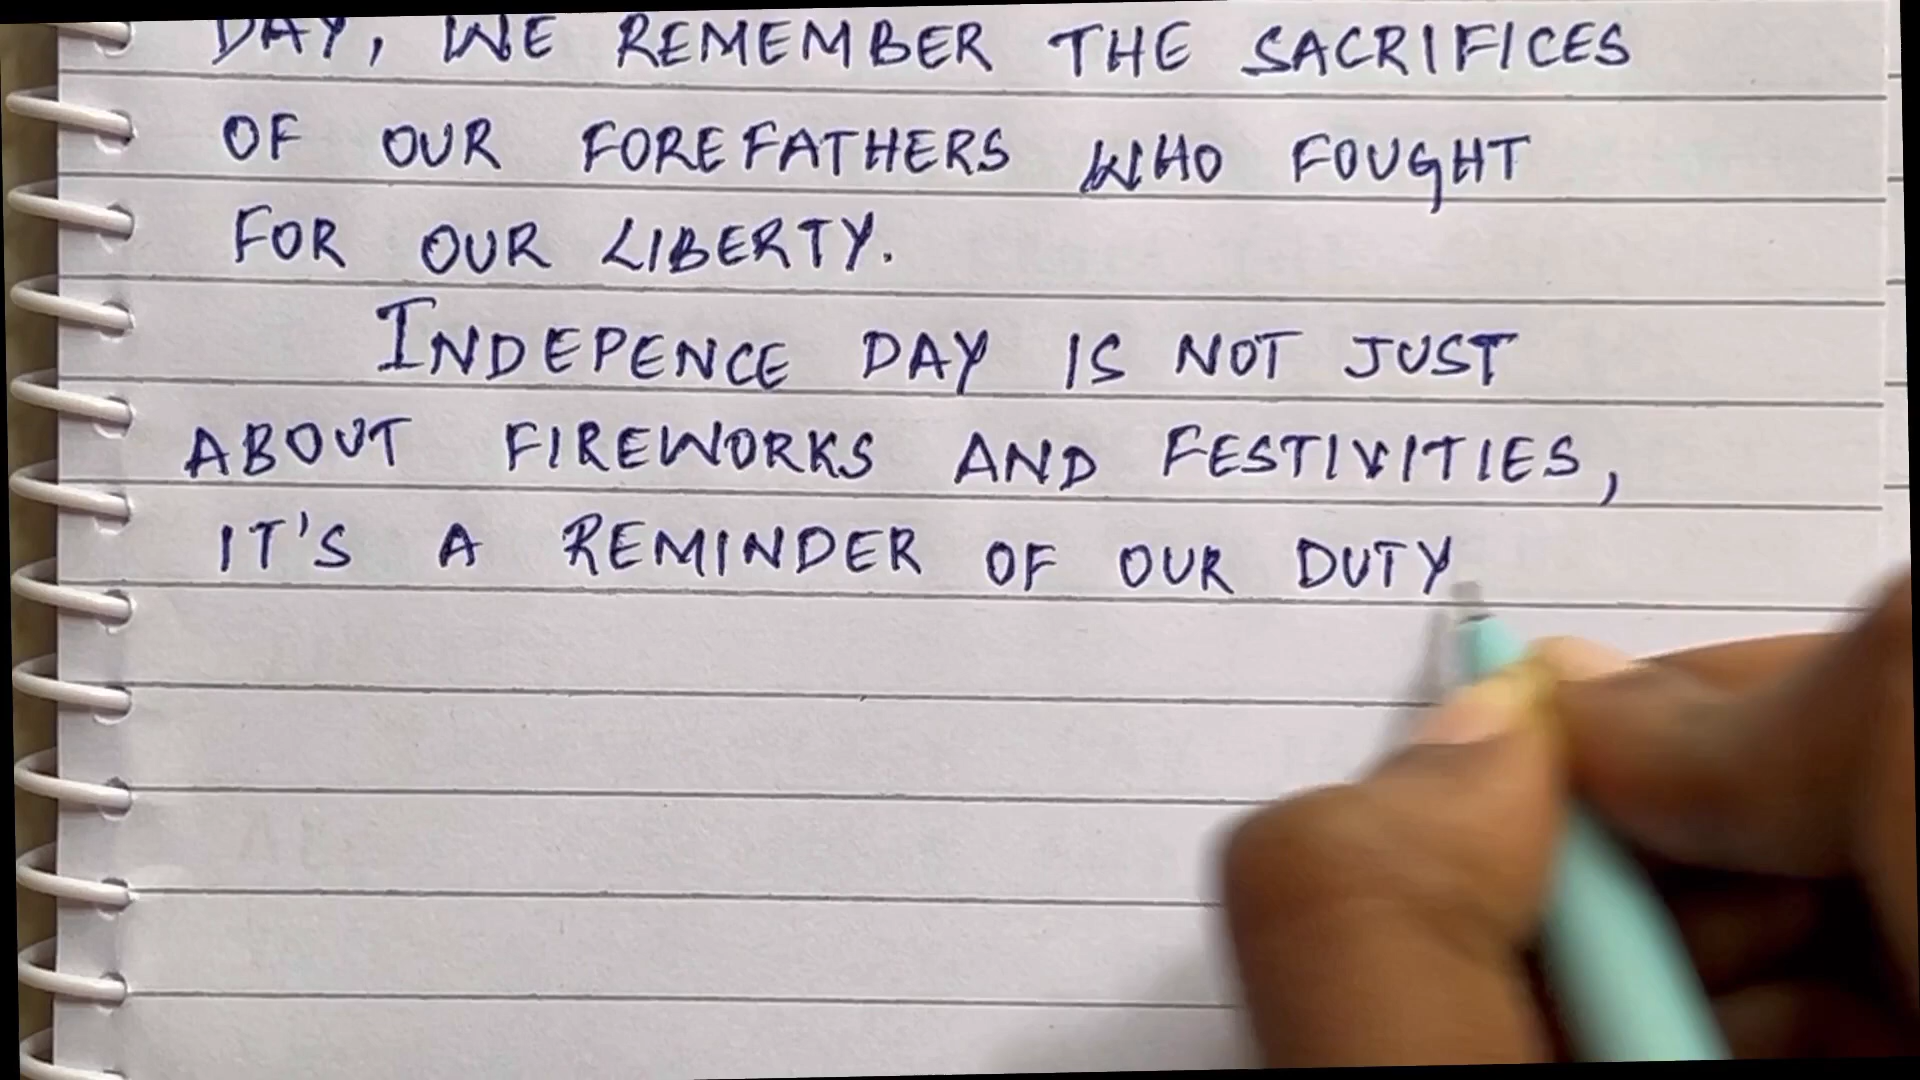 DAY, WE REMEMBER THE SACRIFICES
OF OUR FOREFATHERS WHO FOUGHT
FOR OUR LIBERTY.
INDEPENCE DAY IS NOT JUST
ABOUT FIREWORKS AND FESTIVITIES,
IT'S A REMINDER OF OUR DUTY